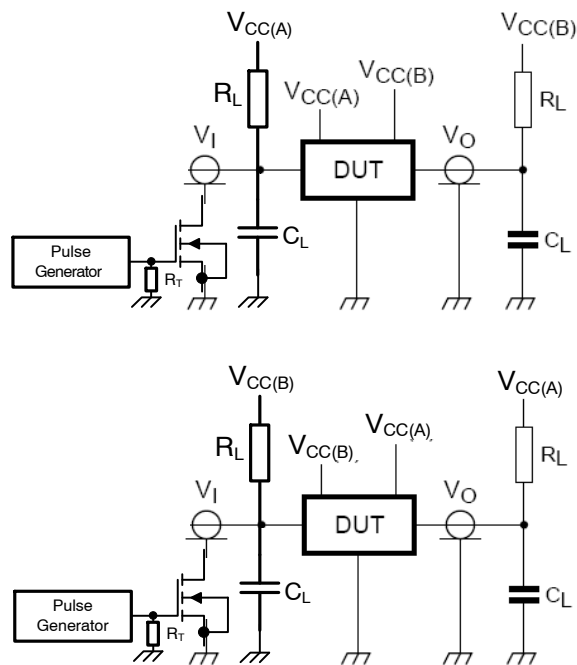 VCC(A)
VCC(B)
RL
VCC(A)
VCC(B)
RL
VI
DUT
VO
CL
CL
Pulse
Generator
RT
VCC(B)
VCC(A)
RL
VCC(B)
VCC(A)
RL
VI
DUT
VO
CL
CL
Pulse
Generator
RT